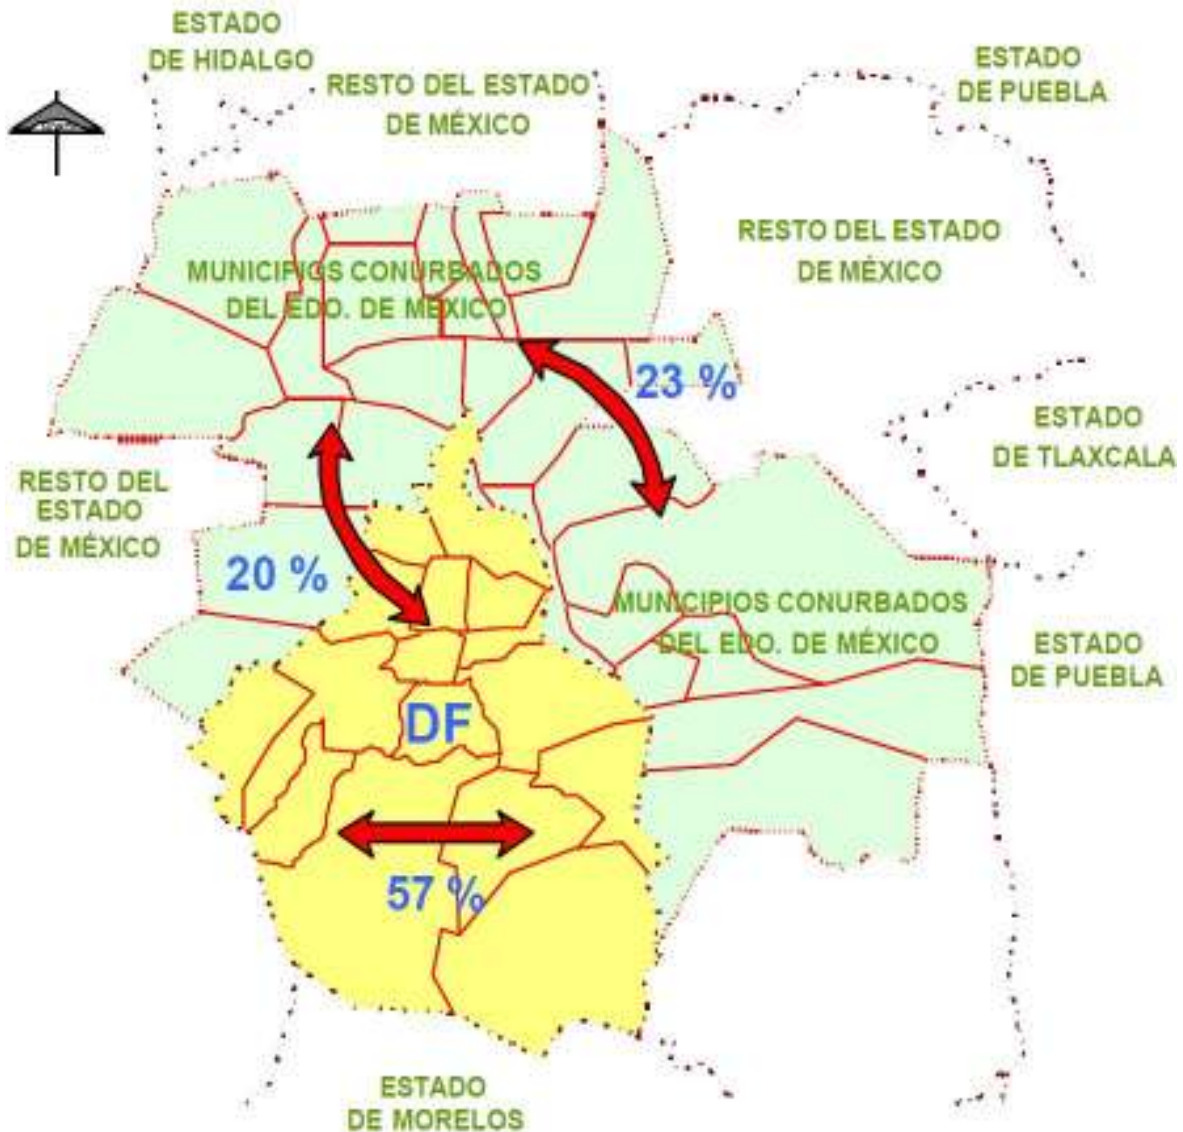 ESTADO
DE HIDALGO
RESTO DEL ESTADO
DE MÉXICO
ESTADO
DE PUEBLA
RESTO DEL ESTADO
DE MÉXICO
MUNICIPIOS CONURBADOS
DEL EDO. DE MÉXICO
23 %
ESTADO
DE TLAXCALA
RESTO DEL
ESTADO
DE MÉXICO
20 %
MUNICIPIOS CONURBADOS
DEL EDO. DE MÉXICO
ESTADO
DE PUEBLA
DF
57 %
ESTADO
DE MORELOS